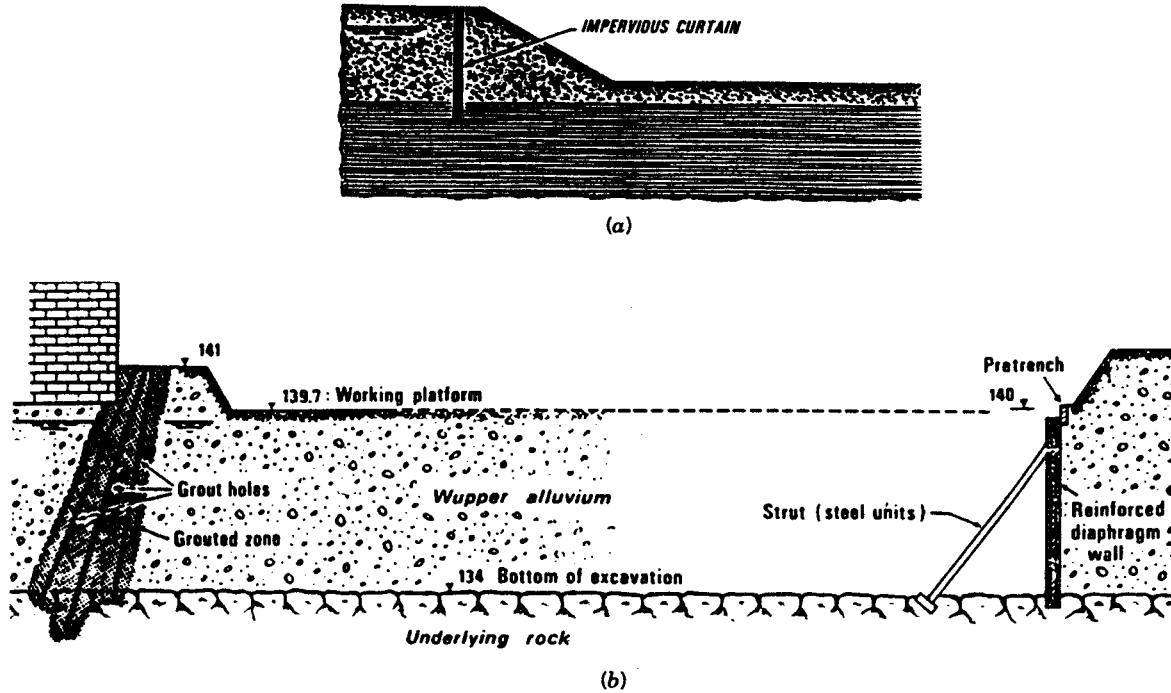 IMPERVIOUS CURTAIN
(a)
141
Pretrench
139.7 : Working platform
140
Grout holes
Wupper alluvium
Strut (steel units)
Reinforced
diaphragm
wall
Grouted zone
134 Bottom of excavation
Underlying rock
(b)